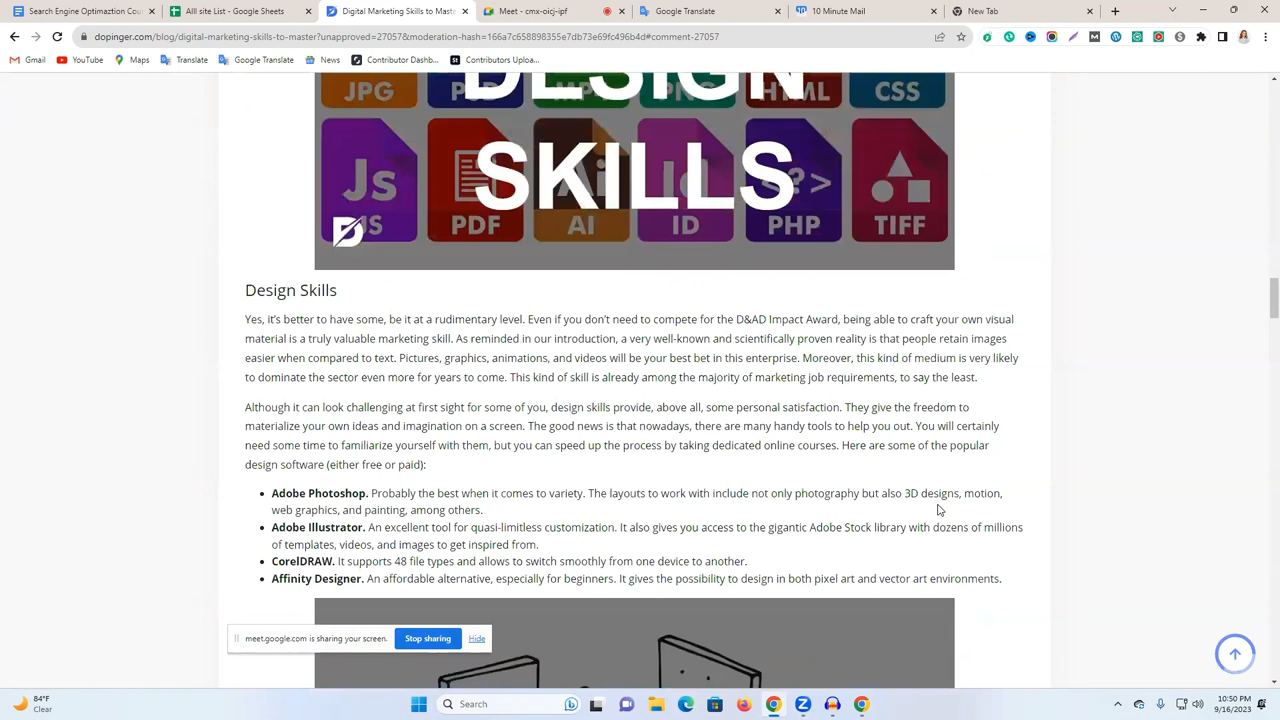 Search Engine Optimaztion Cou
Alll site List - Google Sheets
Digital Marketing Skills to Maste
Meet - cmx-oicj-ipf
Google Translate
10 Minute Mail
New Tab
dopinger.com/blog/digital-marketing-skills-to-master?unapproved=27057&moderation-hash=166a7c658898355e7db73e69fc496b4d#comment-27057
Gmail
YouTube
Maps
Translate
Google Translate
News
Contributor Dashb...
Contributors Uploa...
DESIGN
JPG
PNG
HTML
CSS
SKILLS
Js
JS
PDF
Ai
AI
Id
ID
?>
PHP
TIFF
Design Skills
Yes, it's better to have some, be it at a rudimentary level. Even if you don't need to compete for the D&AD Impact Award, being able to craft your own visual
material is a truly valuable marketing skill. As reminded in our introduction, a very well-known and scientifically proven reality is that people retain images
easier when compared to text. Pictures, graphics, animations, and videos will be your best bet in this enterprise. Moreover, this kind of medium is very likely
to dominate the sector even more for years to come. This kind of skill is already among the majority of marketing job requirements, to say the least.
Although it can look challenging at first sight for some of you, design skills provide, above all, some personal satisfaction. They give the freedom to
materialize your own ideas and imagination on a screen. The good news is that nowadays, there are many handy tools to help you out. You will certainly
need some time to familiarize yourself with them, but you can speed up the process by taking dedicated online courses. Here are some of the popular
design software (either free or paid):
Adobe Photoshop. Probably the best when it comes to variety. The layouts to work with include not only photography but also 3D designs, motion,
web graphics, and painting, among others.
Adobe Illustrator. An excellent tool for quasi-limitless customization. It also gives you access to the gigantic Adobe Stock library with dozens of millions
of templates, videos, and images to get inspired from.
CorelDRAW. It supports 48 file types and allows to switch smoothly from one device to another.
Affinity Designer. An affordable alternative, especially for beginners. It gives the possibility to design in both pixel art and vector art environments.
meet.google.com is sharing your screen.
Stop sharing
Hide
84°F
Clear
Search
10:50 PM
9/16/2023